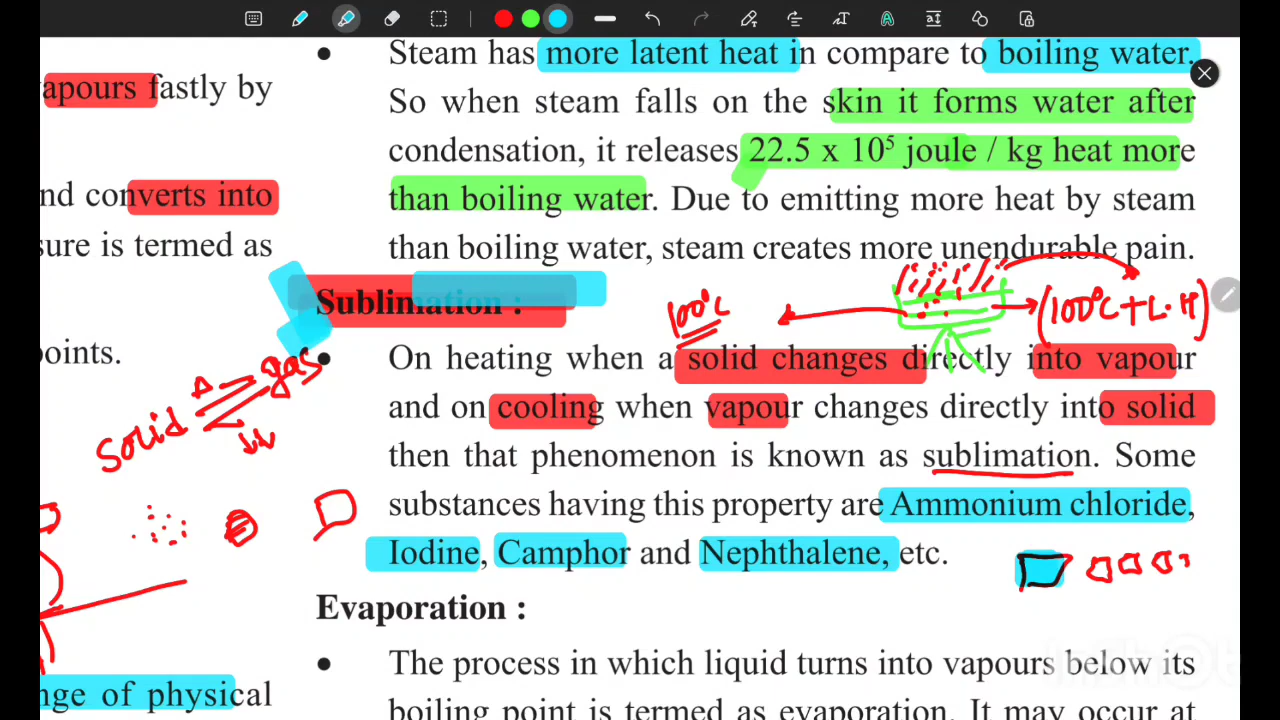 vapours fastly by
nd converts into
sure is termed as
points.
Solid Δ gas
nge of physical
Steam has more latent heat in compare to boiling water.
So when steam falls on the skin it forms water after
condensation, it releases 22.5 x 10⁵ joule / kg heat more
than boiling water. Due to emitting more heat by steam
than boiling water, steam creates more unendurable pain.
Sublimation :
100°C
(100°C + L.H)
On heating when a solid changes directly into vapour
and on cooling when vapour changes directly into solid
then that phenomenon is known as sublimation. Some
substances having this property are Ammonium chloride,
Iodine, Camphor and Nephthalene, etc.
Evaporation :
The process in which liquid turns into vapours below its
boiling point is termed as evaporation. It may occur at